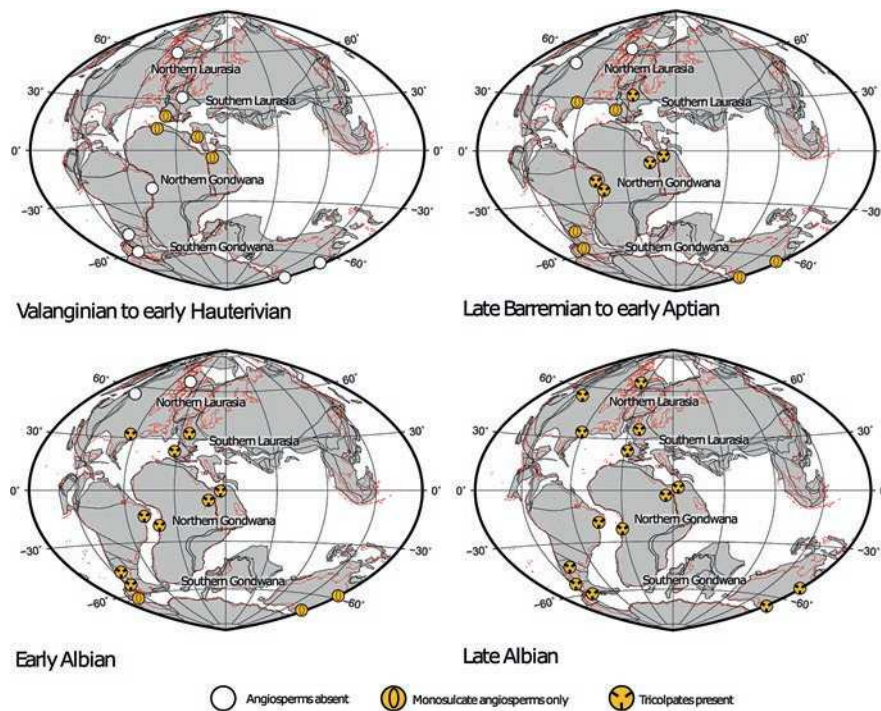 60˚
60˚
Northern Laurasia
30˚
30˚
Southern Laurasia
0˚
0˚
Northern Gondwana
−30˚
−30˚
Southern Gondwana
−60˚
−60˚
Valanginian to early Hauterivian
60˚
60˚
Northern Laurasia
30˚
30˚
Southern Laurasia
0˚
0˚
Northern Gondwana
−30˚
−30˚
Southern Gondwana
−60˚
−60˚
Late Barremian to early Aptian
60˚
60˚
Northern Laurasia
30˚
30˚
Southern Laurasia
0˚
0˚
Northern Gondwana
−30˚
−30˚
Southern Gondwana
−60˚
−60˚
Early Albian
60˚
60˚
Northern Laurasia
30˚
30˚
Southern Laurasia
0˚
0˚
Northern Gondwana
−30˚
−30˚
Southern Gondwana
−60˚
−60˚
Late Albian
Angiosperms absent
Monosulcate angiosperms only
Tricolpates present